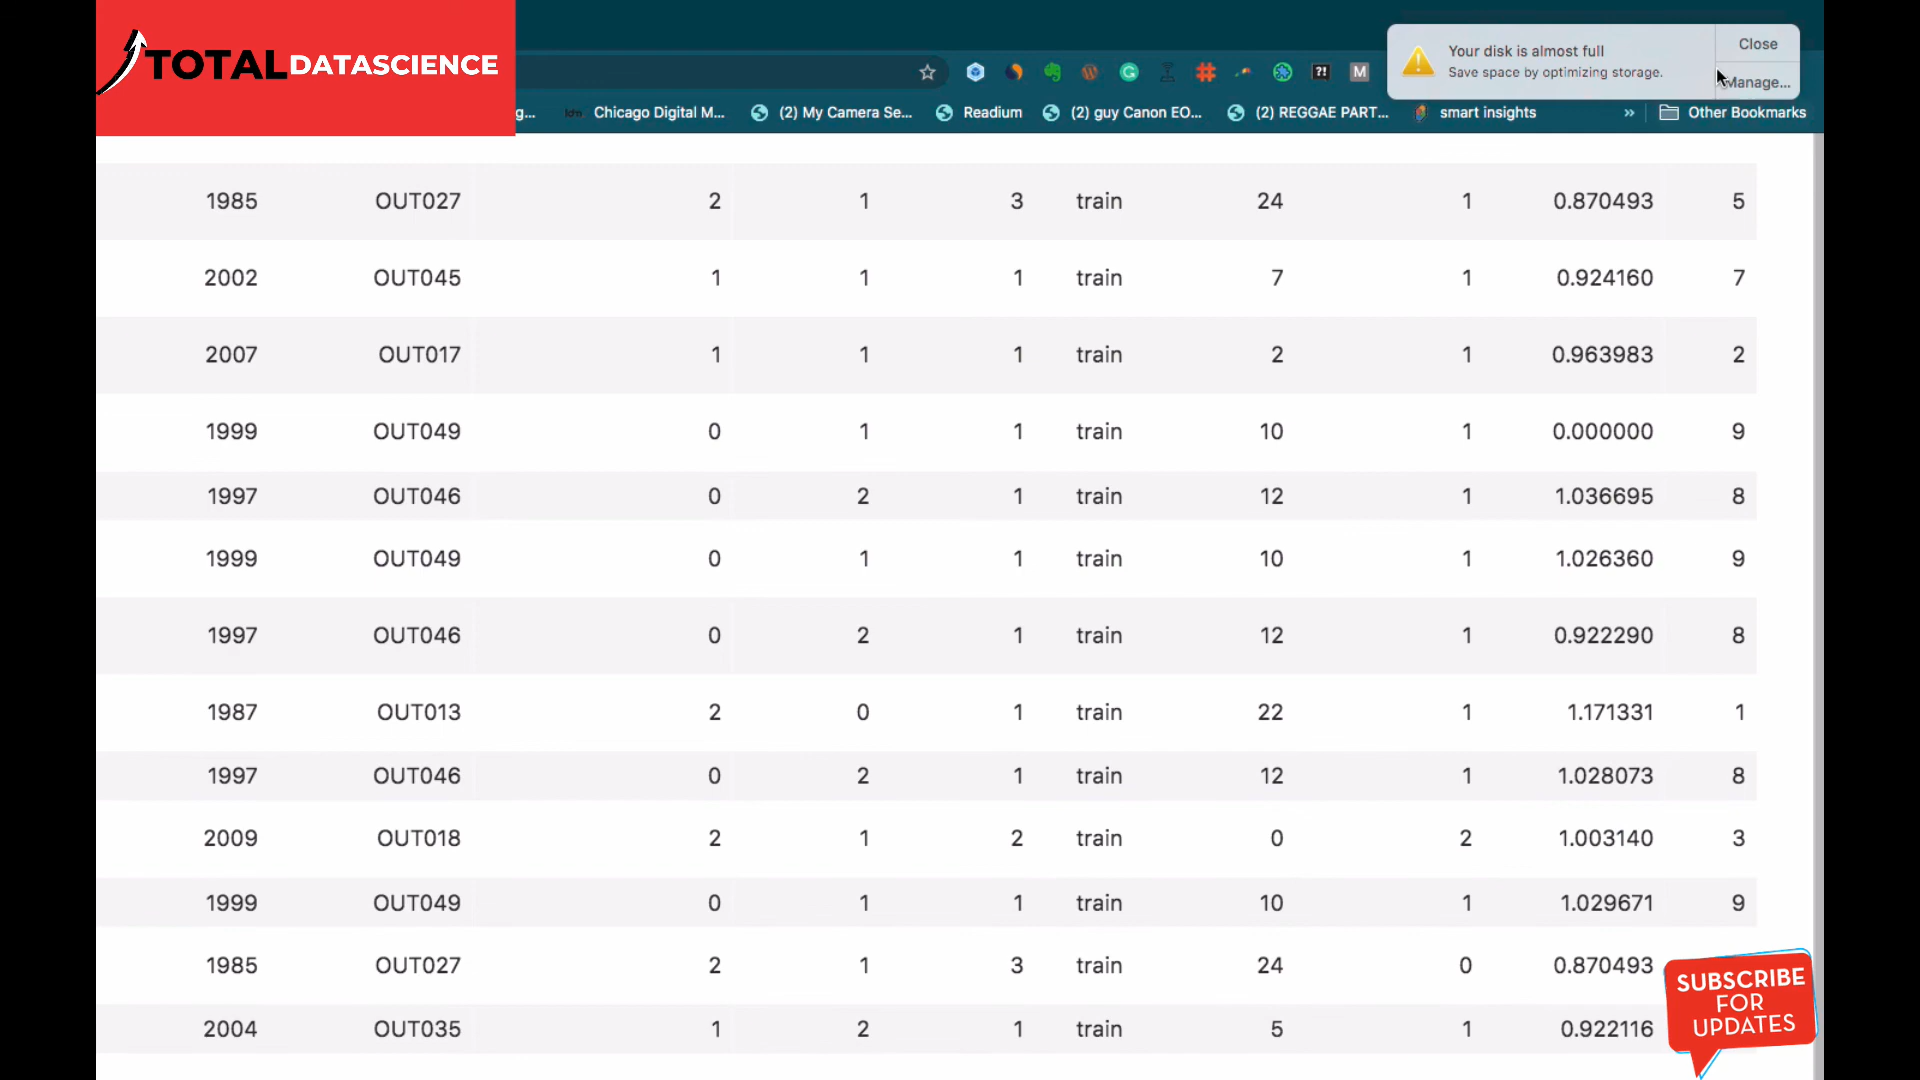 TOTALDATASCIENCE
Your disk is almost full
Save space by optimizing storage.
Close
Manage...
?!
M
g...
Chicago Digital M...
(2) My Camera Se...
Readium
(2) guy Canon EO...
(2) REGGAE PART...
smart insights
»
Other Bookmarks
1985 OUT027 2 1 3 train 24 1 0.870493 5
2002 OUT045 1 1 1 train 7 1 0.924160 7
2007 OUT017 1 1 1 train 2 1 0.963983 2
1999 OUT049 0 1 1 train 10 1 0.000000 9
1997 OUT046 0 2 1 train 12 1 1.036695 8
1999 OUT049 0 1 1 train 10 1 1.026360 9
1997 OUT046 0 2 1 train 12 1 0.922290 8
1987 OUT013 2 0 1 train 22 1 1.171331 1
1997 OUT046 0 2 1 train 12 1 1.028073 8
2009 OUT018 2 1 2 train 0 2 1.003140 3
1999 OUT049 0 1 1 train 10 1 1.029671 9
1985 OUT027 2 1 3 train 24 0 0.870493
2004 OUT035 1 2 1 train 5 1 0.922116
SUBSCRIBE
FOR
UPDATES